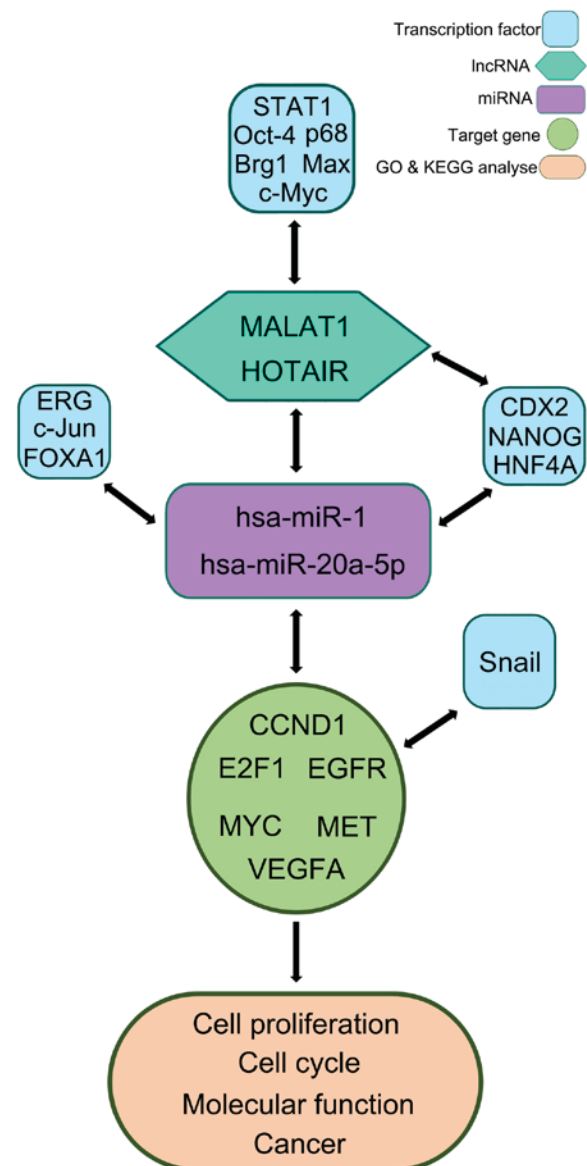 Transcription factor
lncRNA
miRNA
Target gene
GO & KEGG analyse
STAT1
Oct-4 p68
Brg1 Max
c-Myc
MALAT1
HOTAIR
ERG
c-Jun
FOXA1
CDX2
NANOG
HNF4A
hsa-miR-1
hsa-miR-20a-5p
Snail
CCND1
E2F1 EGFR
MYC MET
VEGFA
Cell proliferation
Cell cycle
Molecular function
Cancer